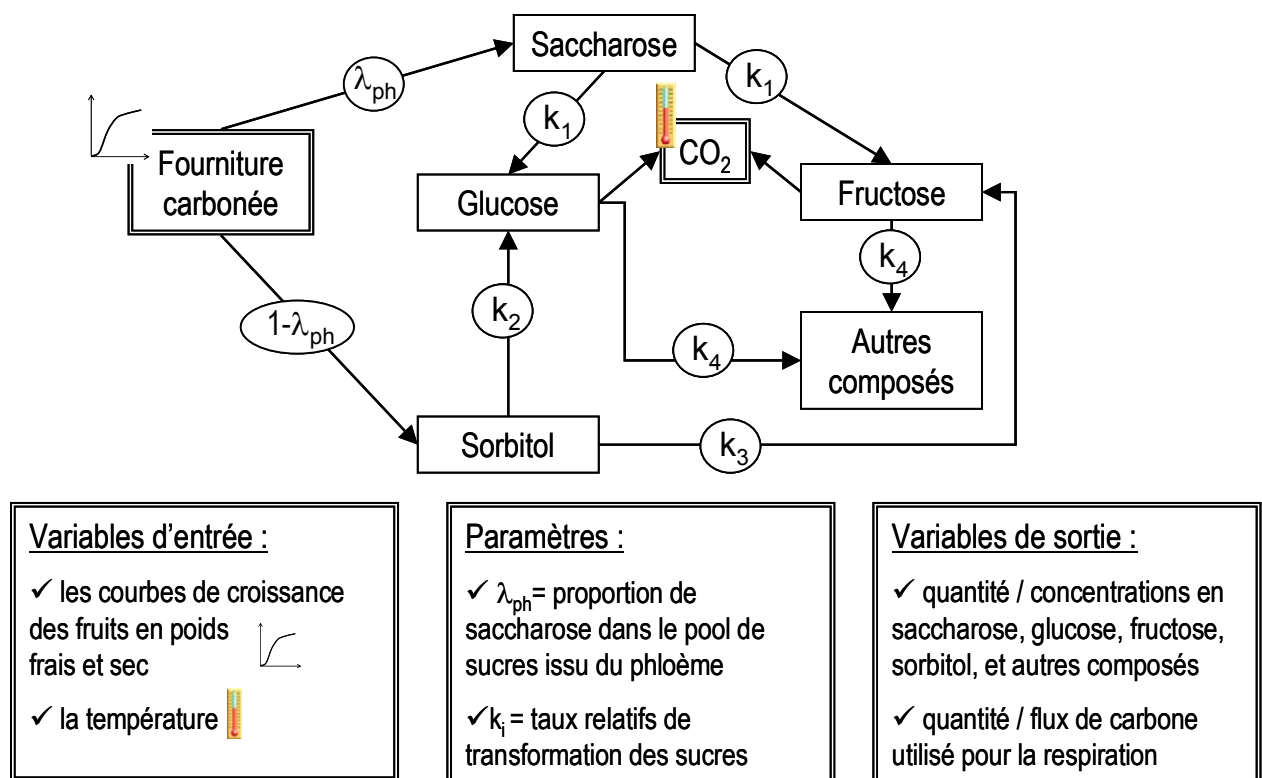 Saccharose
λph
k1
k1
CO2
Fourniture
carbonée
Glucose
Fructose
k4
k2
1-λph
k4
Autres
composés
Sorbitol
k3
Variables d'entrée :
✓ les courbes de croissance
des fruits en poids
frais et sec
✓ la température
Paramètres :
✓ λph= proportion de
saccharose dans le pool de
sucres issu du phloème
✓ki = taux relatifs de
transformation des sucres
Variables de sortie :
✓ quantité / concentrations en
saccharose, glucose, fructose,
sorbitol, et autres composés
✓ quantité / flux de carbone
utilisé pour la respiration